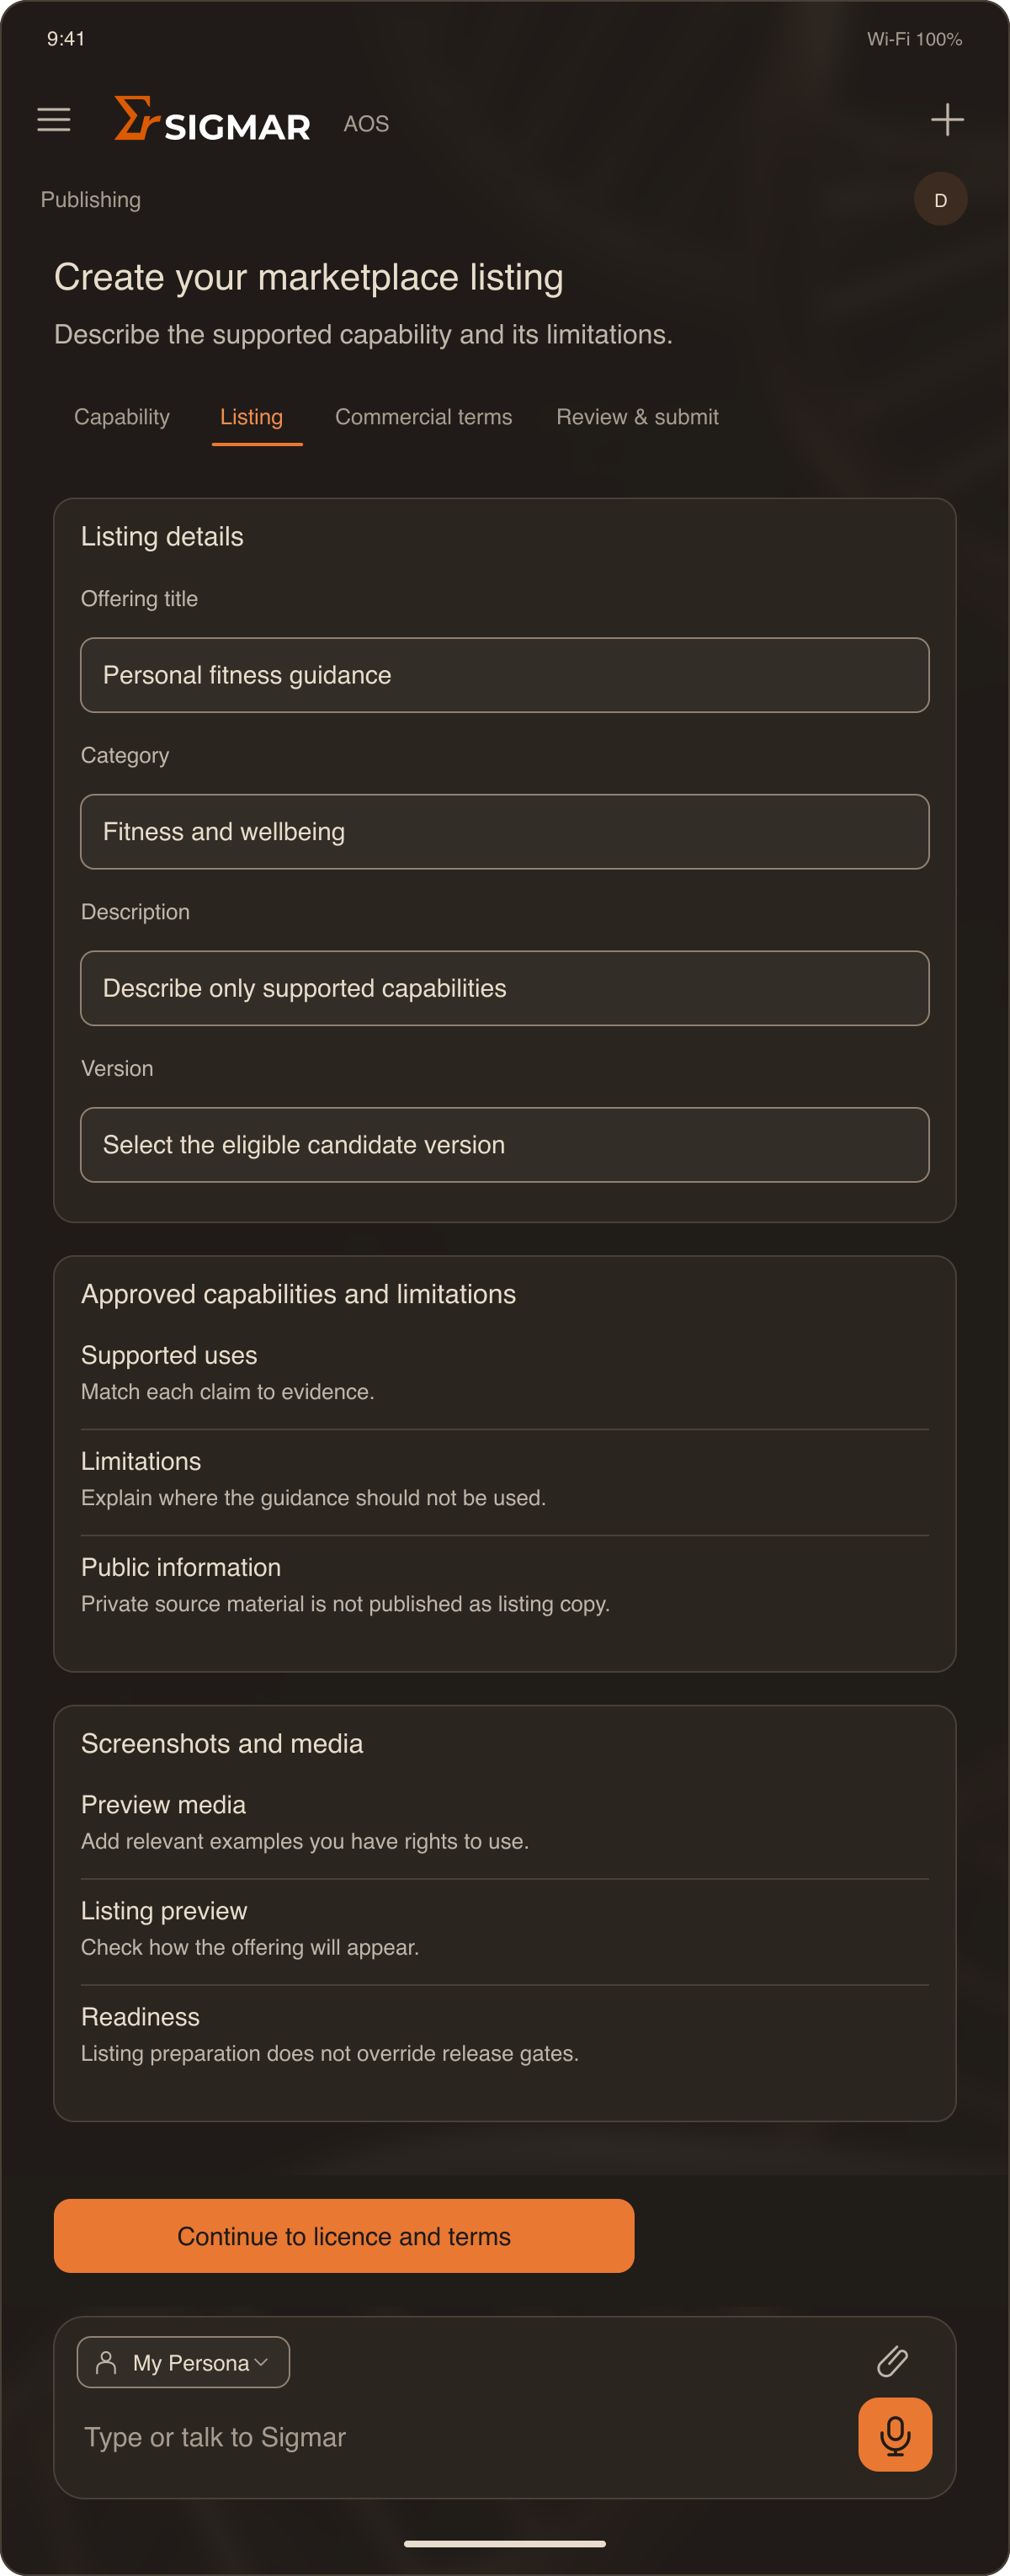 9:41
Wi-Fi 100%
SIGMAR AOS
Publishing
D
Create your marketplace listing
Describe the supported capability and its limitations.
Capability Listing Commercial terms Review & submit
Listing details
Offering title
Personal fitness guidance
Category
Fitness and wellbeing
Description
Describe only supported capabilities
Version
Select the eligible candidate version
Approved capabilities and limitations
Supported uses
Match each claim to evidence.
Limitations
Explain where the guidance should not be used.
Public information
Private source material is not published as listing copy.
Screenshots and media
Preview media
Add relevant examples you have rights to use.
Listing preview
Check how the offering will appear.
Readiness
Listing preparation does not override release gates.
Continue to licence and terms
My Persona
Type or talk to Sigmar